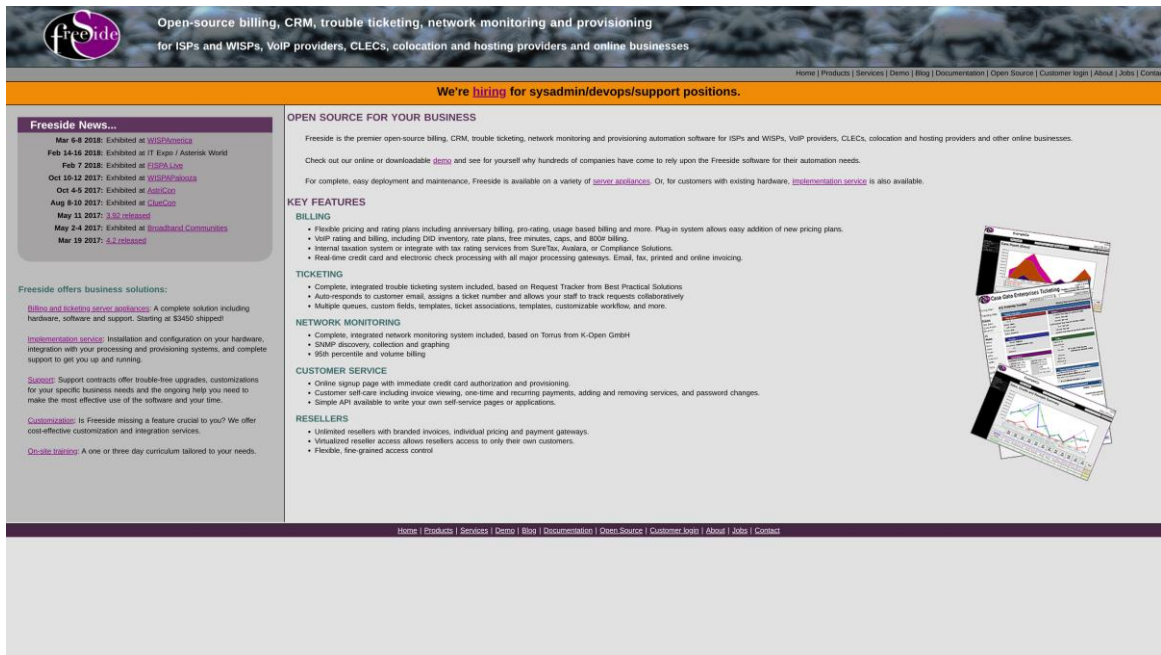 freeside
Open-source billing, CRM, trouble ticketing, network monitoring and provisioning
for ISPs and WISPs, VoIP providers, CLECs, colocation and hosting providers and online businesses
Home | Products | Services | Demo | Blog | Documentation | Open Source | Customer login | About | Jobs | Contac
We're hiring for sysadmin/devops/support positions.
Freeside News...
Mar 6-8 2018: Exhibited at WISPAmerica
Feb 14-16 2018: Exhibited at IT Expo / Asterisk World
Feb 7 2018: Exhibited at FISPA Live
Oct 10-12 2017: Exhibited at WISPAPalooza
Oct 4-5 2017: Exhibited at AstriCon
Aug 8-10 2017: Exhibited at ClueCon
May 11 2017: 3.92 released
May 2-4 2017: Exhibited at Broadband Communities
Mar 19 2017: 4.2 released
Freeside offers business solutions:
Billing and ticketing server appliances: A complete solution including
hardware, software and support. Starting at $3450 shipped!
Implementation service: Installation and configuration on your hardware,
integration with your processing and provisioning systems, and complete
support to get you up and running.
Support: Support contracts offer trouble-free upgrades, customizations
for your specific business needs and the ongoing help you need to
make the most effective use of the software and your time.
Customization: Is Freeside missing a feature crucial to you? We offer
cost-effective customization and integration services.
On-site training: A one or three day curriculum tailored to your needs.
OPEN SOURCE FOR YOUR BUSINESS
Freeside is the premier open-source billing, CRM, trouble ticketing, network monitoring and provisioning automation software for ISPs and WISPs, VoIP providers, CLECs, colocation and hosting providers and other online businesses.
Check out our online or downloadable demo and see for yourself why hundreds of companies have come to rely upon the Freeside software for their automation needs.
For complete, easy deployment and maintenance, Freeside is available on a variety of server appliances. Or, for customers with existing hardware, implementation service is also available.
KEY FEATURES
BILLING
• Flexible pricing and rating plans including anniversary billing, pro-rating, usage based billing and more. Plug-in system allows easy addition of new pricing plans.
• VoIP rating and billing, including DID inventory, rate plans, free minutes, caps, and 800# billing.
• Internal taxation system or integrate with tax rating services from SureTax, Avalara, or Compliance Solutions.
• Real-time credit card and electronic check processing with all major processing gateways. Email, fax, printed and online invoicing.
TICKETING
• Complete, integrated trouble ticketing system included, based on Request Tracker from Best Practical Solutions
• Auto-responds to customer email, assigns a ticket number and allows your staff to track requests collaboratively
• Multiple queues, custom fields, templates, ticket associations, templates, customizable workflow, and more.
NETWORK MONITORING
• Complete, integrated network monitoring system included, based on Torrus from K-Open GmbH
• SNMP discovery, collection and graphing
• 95th percentile and volume billing
CUSTOMER SERVICE
• Online signup page with immediate credit card authorization and provisioning.
• Customer self-care including invoice viewing, one-time and recurring payments, adding and removing services, and password changes.
• Simple API available to write your own self-service pages or applications.
RESELLERS
• Unlimited resellers with branded invoices, individual pricing and payment gateways.
• Virtualized reseller access allows resellers access to only their own customers.
• Flexible, fine-grained access control
Case Gate Enterprises Ticketing
Home | Products | Services | Demo | Blog | Documentation | Open Source | Customer login | About | Jobs | Contact